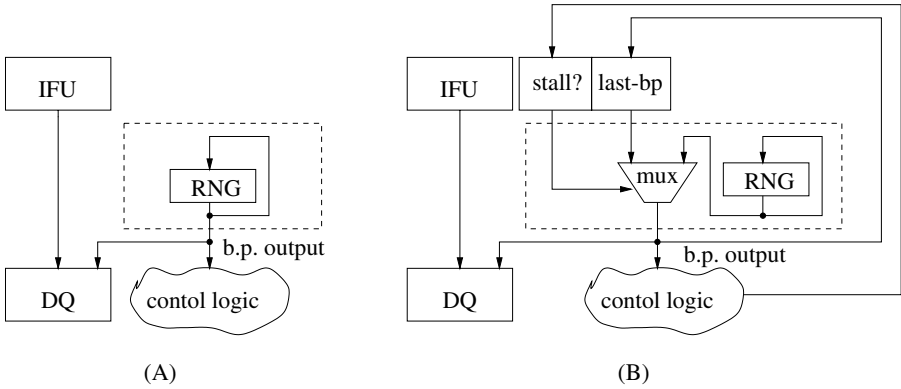 IFU
RNG
b.p. output
DQ
contol logic
(A)
IFU
stall?
last-bp
mux
RNG
b.p. output
DQ
contol logic
(B)